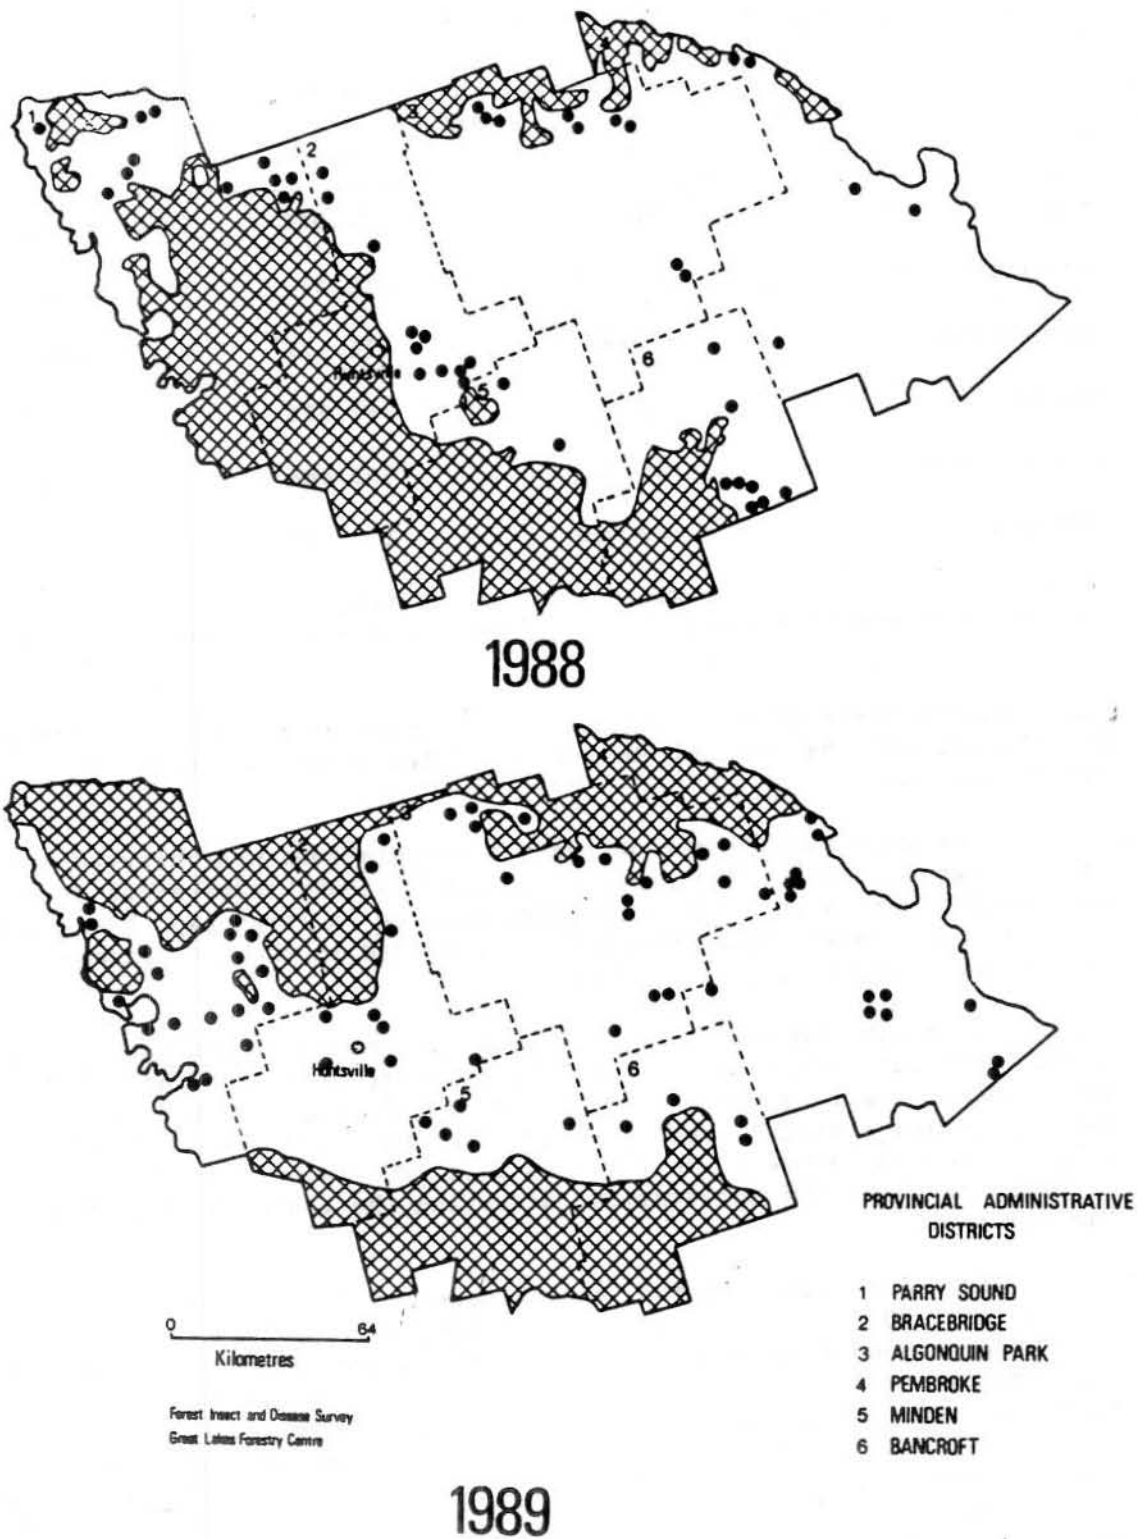 1
2
3
4
Huntsville
5
6
1988
Huntsville
5
6
PROVINCIAL ADMINISTRATIVE
DISTRICTS
1 PARRY SOUND
2 BRACEBRIDGE
3 ALGONQUIN PARK
4 PEMBROKE
5 MINDEN
6 BANCROFT
0 64
Kilometres
Forest Insect and Disease Survey
Great Lakes Forestry Centre
1989